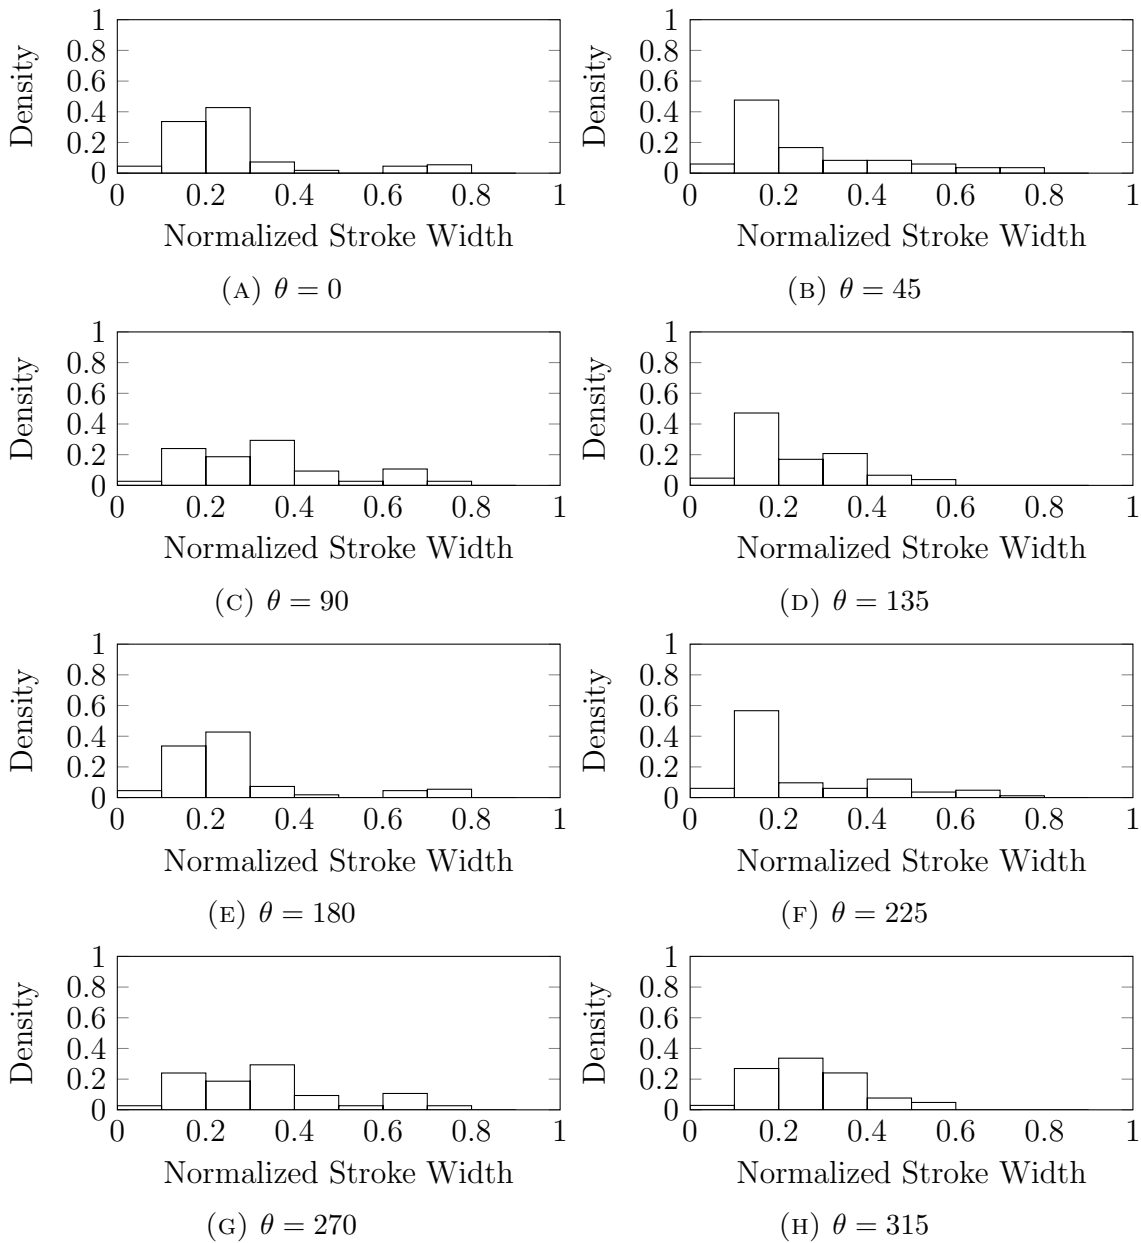 1
0.8
0.6
0.4
0.2
0
Density
0 0.2 0.4 0.6 0.8 1
Normalized Stroke Width
(A) θ = 0
1
0.8
0.6
0.4
0.2
0
Density
0 0.2 0.4 0.6 0.8 1
Normalized Stroke Width
(B) θ = 45
1
0.8
0.6
0.4
0.2
0
Density
0 0.2 0.4 0.6 0.8 1
Normalized Stroke Width
(C) θ = 90
1
0.8
0.6
0.4
0.2
0
Density
0 0.2 0.4 0.6 0.8 1
Normalized Stroke Width
(D) θ = 135
1
0.8
0.6
0.4
0.2
0
Density
0 0.2 0.4 0.6 0.8 1
Normalized Stroke Width
(E) θ = 180
1
0.8
0.6
0.4
0.2
0
Density
0 0.2 0.4 0.6 0.8 1
Normalized Stroke Width
(F) θ = 225
1
0.8
0.6
0.4
0.2
0
Density
0 0.2 0.4 0.6 0.8 1
Normalized Stroke Width
(G) θ = 270
1
0.8
0.6
0.4
0.2
0
Density
0 0.2 0.4 0.6 0.8 1
Normalized Stroke Width
(H) θ = 315